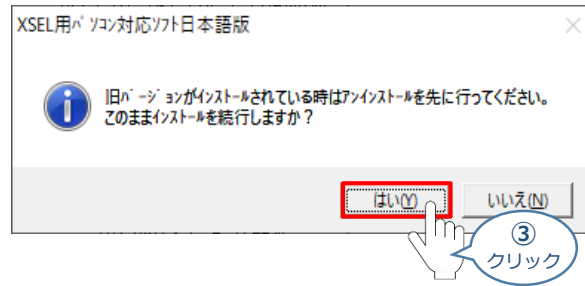 XSEL用ﾊﾟｿｺﾝ対応ｿﾌﾄ日本語版
旧ﾊﾞｰｼﾞｮﾝがｲﾝｽﾄｰﾙされている時はｱﾝｲﾝｽﾄｰﾙを先に行ってください。
このままｲﾝｽﾄｰﾙを続行しますか？
はい(Y) いいえ(N)
③
クリック